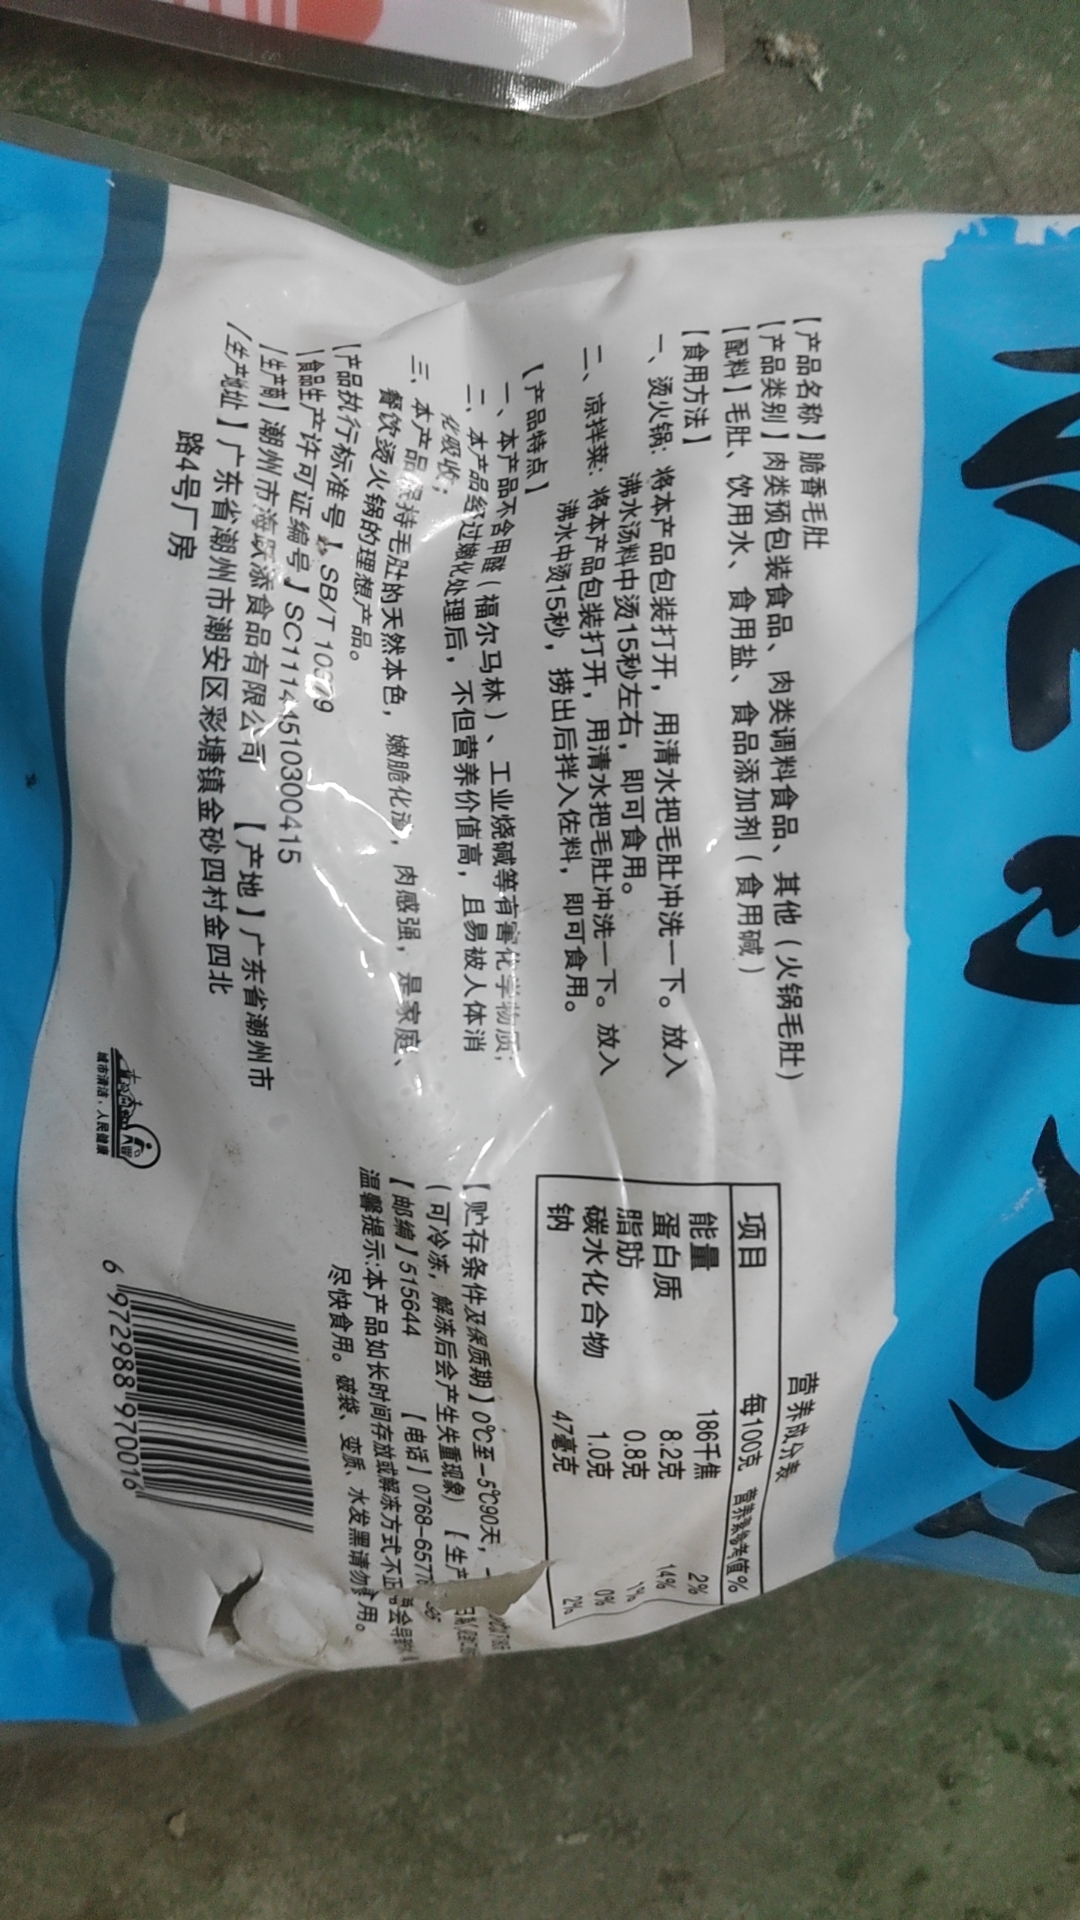 【产品名称】脆香毛肚
【产品类别】肉类预包装食品、肉类调料食品、其他(火锅毛肚)
【配料】毛肚、饮用水、食用盐、食品添加剂(食用碱)
【食用方法】
一、烫火锅:将本产品包装打开，用清水把毛肚冲洗一下。放入
沸水汤料中烫15秒左右，即可食用。
二、凉拌菜:将本产品包装打开，用清水把毛肚冲洗一下。放入
沸水中烫15秒，捞出后拌入佐料，即可食用。
【产品特点】
一、本产品不含甲醛(福尔马林)、工业烧碱等有害化学物质;
二、本产品经过嫩化处理后，不但营养价值高，且易被人体消
化吸收;
三、本产品保持毛肚的天然本色，嫩脆化渣，肉感强，是家庭、
餐饮烫火锅的理想产品。
【产品执行标准号】SB/T 10379
【食品生产许可证编号】SC11144510300415
【生产商】潮州市海跃添食品有限公司 【产地】广东省潮州市
【生产地址】广东省潮州市潮安区彩塘镇金砂四村金四北
路4号厂房
城市清洁，人民健康
营养成分表
项目 每100克 营养素参考值%
能量 186千焦 2%
蛋白质 8.2克 14%
脂肪 0.8克 1%
碳水化合物 1.0克 0%
钠 47毫克 2%
【贮存条件及保质期】0℃至-5℃90天，
(可冷冻，解冻后会产生失重现象) 【生产
【邮编】515644 【电话】0768-6577
温馨提示:本产品如长时间存放或解冻方式不正
尽快食用。破袋、变质、水发黑请勿食用。
6 972988 970016